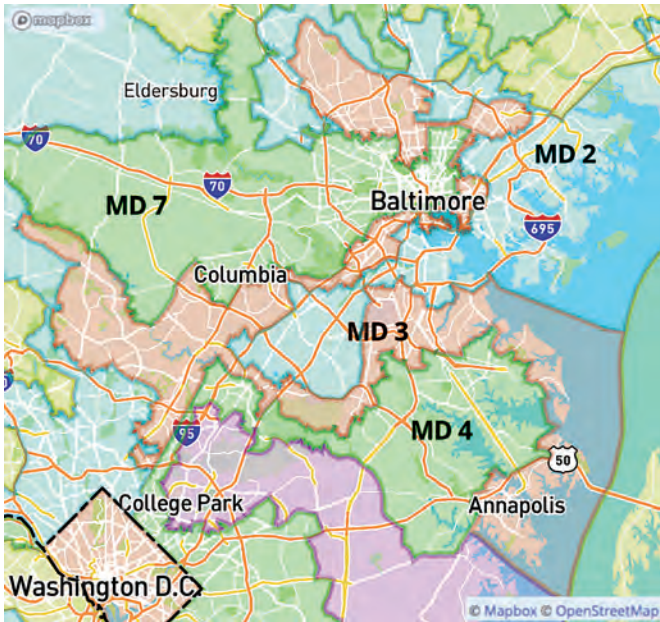 mapbox
Eldersburg
70
MD 2
70
MD 7
Baltimore
695
Columbia
MD 3
95
MD 4
50
College Park
Annapolis
Washington D.C.
© Mapbox © OpenStreetMap